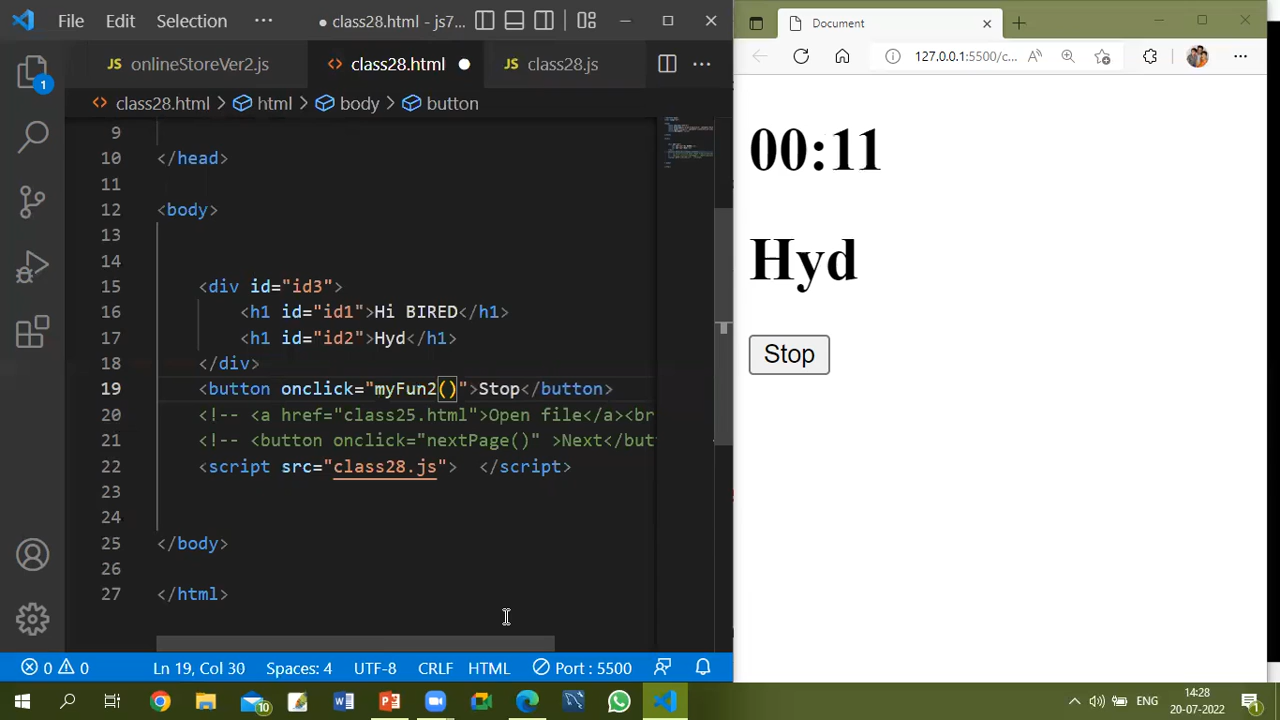 File Edit Selection ··· ● class28.html - js7...
onlineStoreVer2.js class28.html ● class28.js ···
class28.html > html > body > button
9
10 </head>
11
12 <body>
13
14
15 <div id="id3">
16 <h1 id="id1">Hi BIRED</h1>
17 <h1 id="id2">Hyd</h1>
18 </div>
19 <button onclick="myFun2()">Stop</button>
20 <!-- <a href="class25.html">Open file</a><br
21 <!-- <button onclick="nextPage()" >Next</but
22 <script src="class28.js"> </script>
23
24
25 </body>
26
27 </html>
1
0 0 Ln 19, Col 30 Spaces: 4 UTF-8 CRLF HTML Port : 5500
Document
127.0.0.1:5500/c...
00:11
Hyd
Stop
10
ENG
14:28
20-07-2022
1